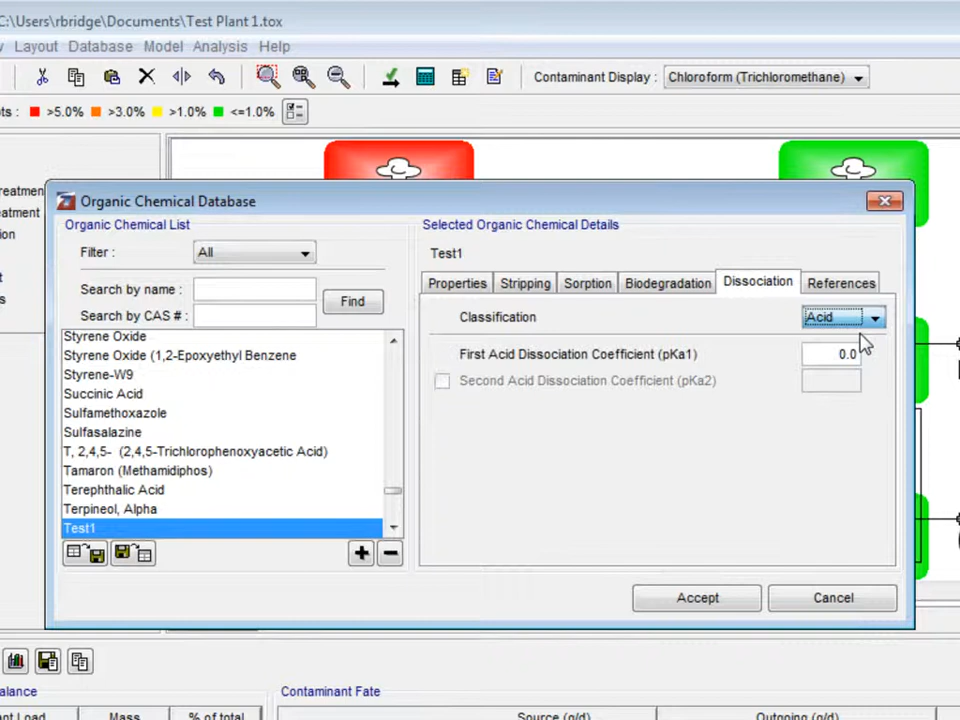 C:\Users\rbridge\Documents\Test Plant 1.tox
Layout Database Model Analysis Help
Contaminant Display : Chloroform (Trichloromethane)
>5.0% >3.0% >1.0% <=1.0%
Organic Chemical Database
Organic Chemical List
Filter :
All
Search by name :
Search by CAS # :
Find
Styrene Oxide
Styrene Oxide (1,2-Epoxyethyl Benzene
Styrene-W9
Succinic Acid
Sulfamethoxazole
Sulfasalazine
T, 2,4,5- (2,4,5-Trichlorophenoxyacetic Acid)
Tamaron (Methamidiphos)
Terephthalic Acid
Terpineol, Alpha
Test1
Selected Organic Chemical Details
Test1
Properties Stripping Sorption Biodegradation Dissociation References
Classification
Acid
First Acid Dissociation Coefficient (pKa1)
0.0
Second Acid Dissociation Coefficient (pKa2)
Accept
Cancel
Contaminant Fate
Mass
% of total
Source (g/d)
Outgoing (g/d)